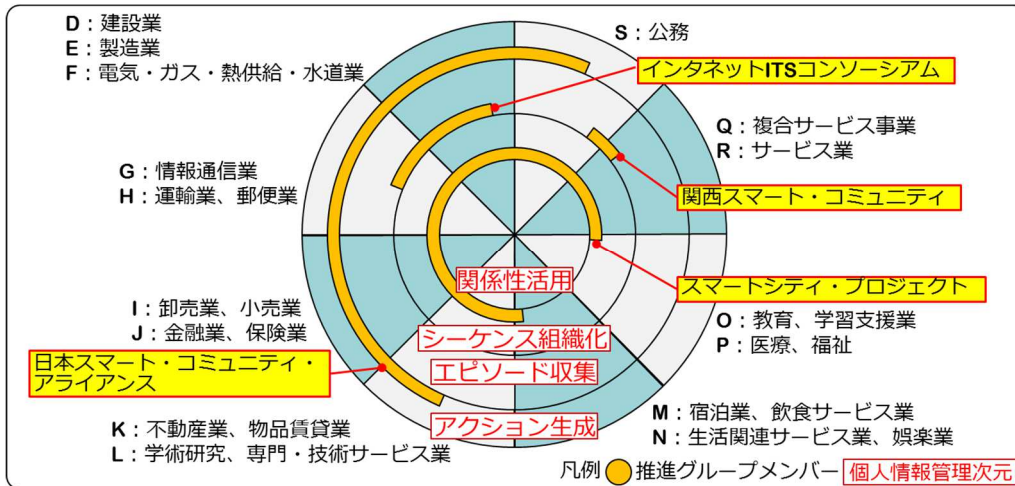 D：建設業
E：製造業
F：電気・ガス・熱供給・水道業
S：公務
インタネットITSコンソーシアム
Q：複合サービス事業
R：サービス業
G：情報通信業
H：運輸業、郵便業
関西スマート・コミュニティ
関係性活用
スマートシティ・プロジェクト
I：卸売業、小売業
J：金融業、保険業
シーケンス組織化
O：教育、学習支援業
P：医療、福祉
日本スマート・コミュニティ・
アライアンス
エピソード収集
アクション生成
M：宿泊業、飲食サービス業
N：生活関連サービス業、娯楽業
K：不動産業、物品賃貸業
L：学術研究、専門・技術サービス業
凡例 推進グループメンバー 個人情報管理次元